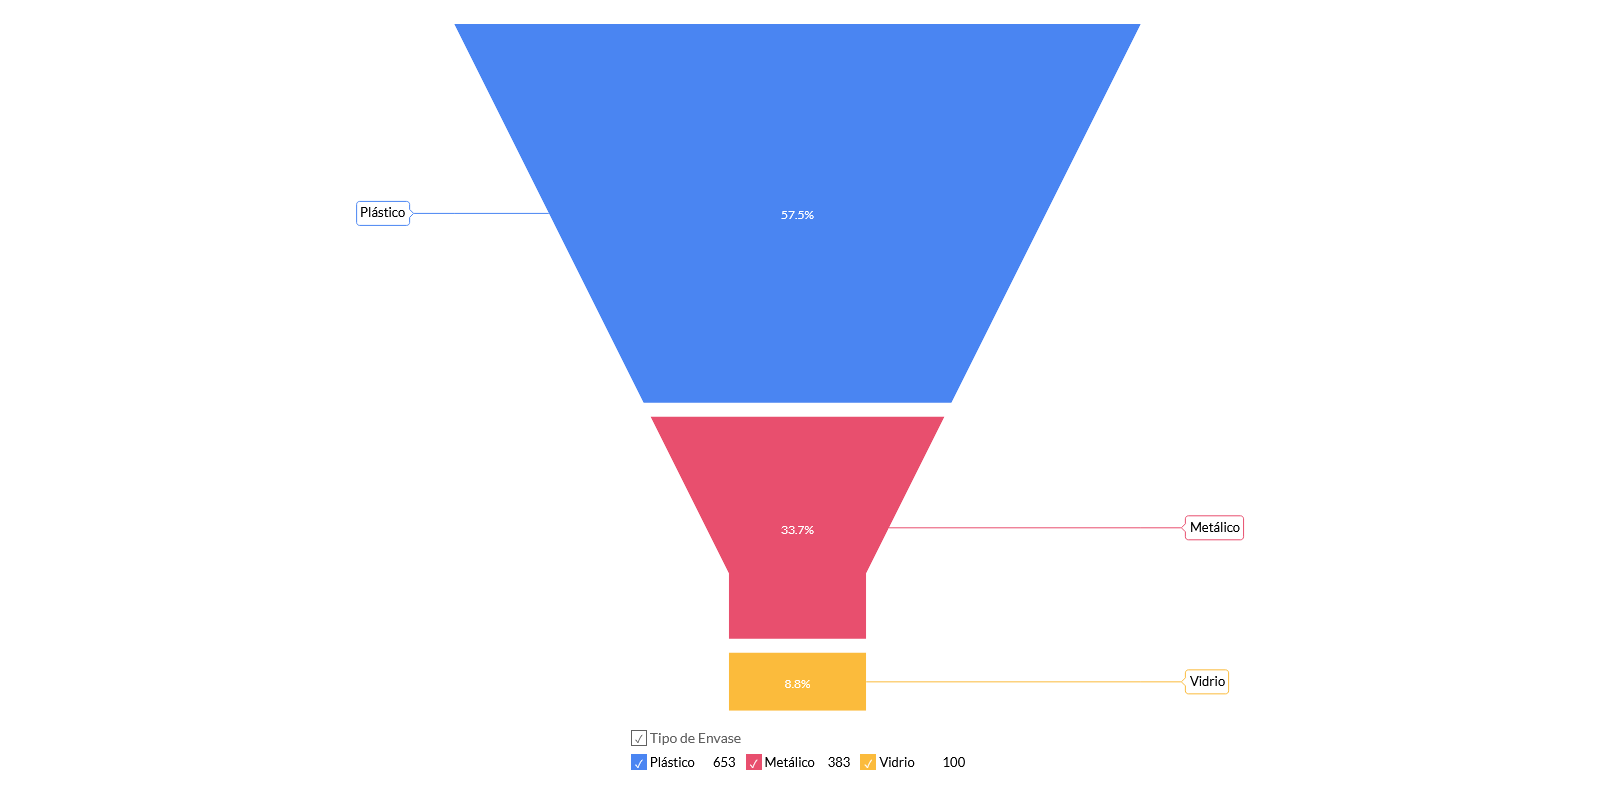 57.5%
Plástico
33.7%
Metálico
8.8%
Vidrio
Tipo de Envase
Plástico 653 Metálico 383 Vidrio 100